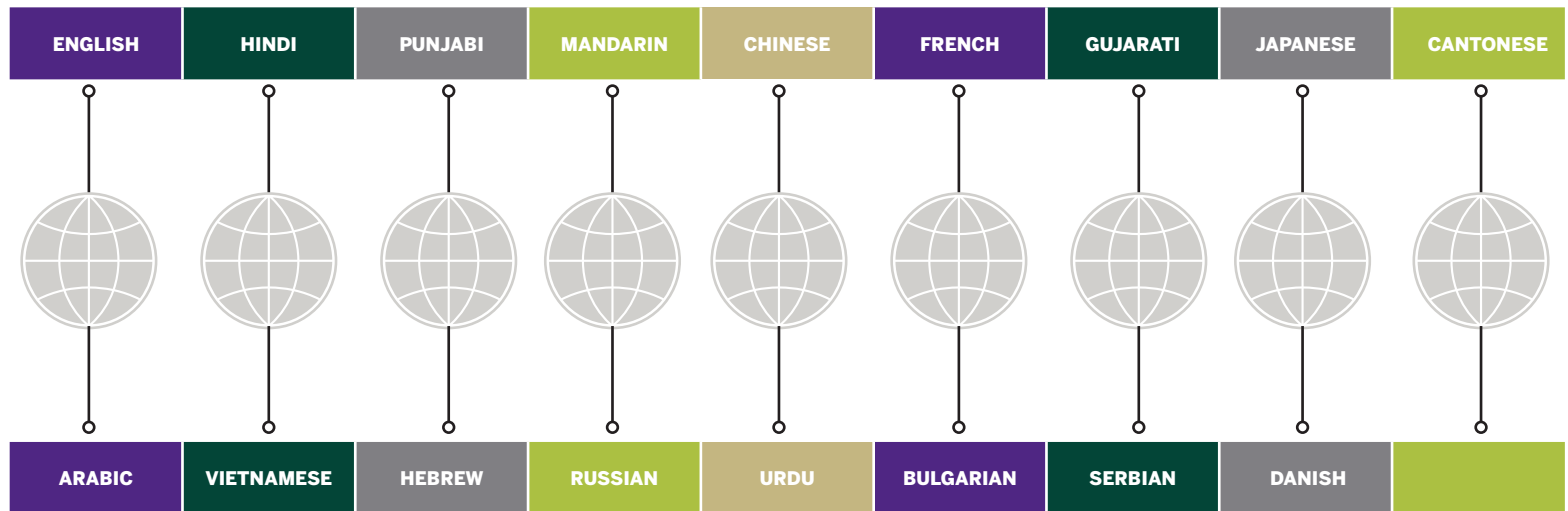 ENGLISH HINDI PUNJABI MANDARIN CHINESE FRENCH GUJARATI JAPANESE CANTONESE
ARABIC VIETNAMESE HEBREW RUSSIAN URDU BULGARIAN SERBIAN DANISH